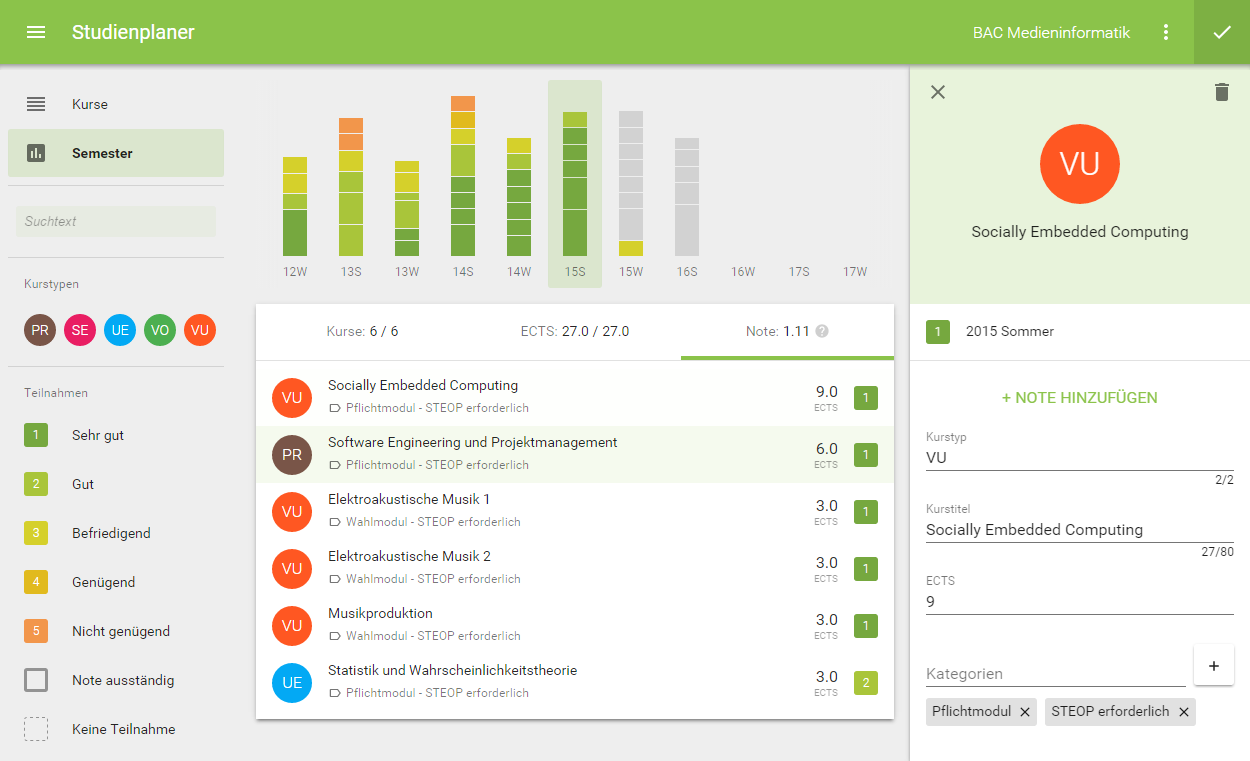 Studienplaner
BAC Medieninformatik
Kurse
Semester
Suchtext
Kurstypen
PR SE UE VO VU
Teilnahmen
1 Sehr gut
2 Gut
3 Befriedigend
4 Genügend
5 Nicht genügend
Note ausständig
Keine Teilnahme
12W 13S 13W 14S 14W 15S 15W 16S 16W 17S 17W
Kurse: 6 / 6 ECTS: 27.0 / 27.0 Note: 1.11 ?
VU Socially Embedded Computing 9.0 1
Pflichtmodul - STEOP erforderlich ECTS
PR Software Engineering und Projektmanagement 6.0 1
Pflichtmodul - STEOP erforderlich ECTS
VU Elektroakustische Musik 1 3.0 1
Wahlmodul - STEOP erforderlich ECTS
VU Elektroakustische Musik 2 3.0 1
Wahlmodul - STEOP erforderlich ECTS
VU Musikproduktion 3.0 1
Wahlmodul - STEOP erforderlich ECTS
UE Statistik und Wahrscheinlichkeitstheorie 3.0 2
Pflichtmodul - STEOP erforderlich ECTS
VU
Socially Embedded Computing
1 2015 Sommer
+ NOTE HINZUFÜGEN
Kurstyp
VU
2/2
Kurstitel
Socially Embedded Computing
27/80
ECTS
9
Kategorien +
Pflichtmodul STEOP erforderlich